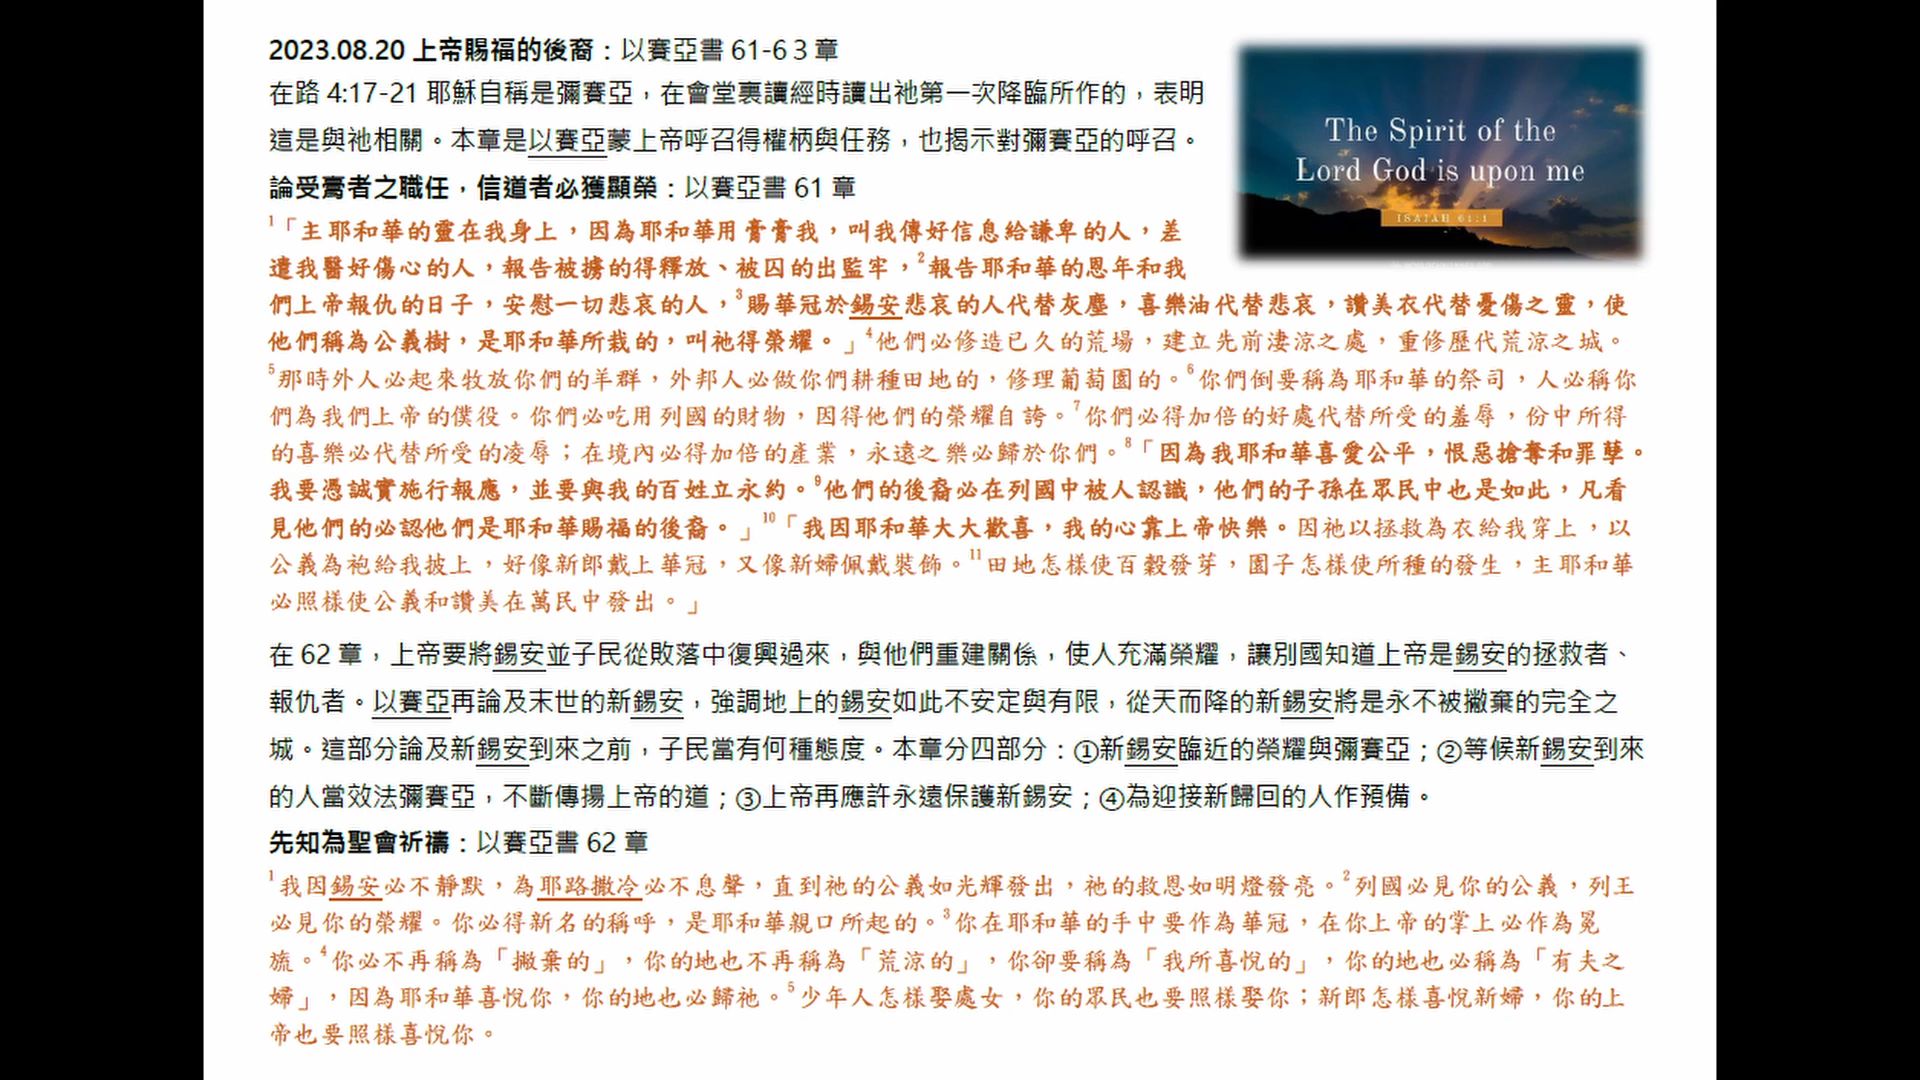 2023.08.20 上帝賜福的後裔：以賽亞書 61-6３章
在路 4:17-21 耶穌自稱是彌賽亞，在會堂裏讀經時讀出祂第一次降臨所作的，表明
這是與祂相關。本章是以賽亞蒙上帝呼召得權柄與任務，也揭示對彌賽亞的呼召。
The Spirit of the
Lord God is upon me
ISAIAH 61:1
論受膏者之職任，信道者必獲顯榮：以賽亞書 61 章
1「主耶和華的靈在我身上，因為耶和華用膏膏我，叫我傳好信息給謙卑的人，差
遣我醫好傷心的人，報告被擄的得釋放、被囚的出監牢，2報告耶和華的恩年和我
們上帝報仇的日子，安慰一切悲哀的人，3賜華冠於錫安悲哀的人代替灰塵，喜樂油代替悲哀，讚美衣代替憂傷之靈，使
他們稱為公義樹，是耶和華所栽的，叫祂得榮耀。」4他們必修造已久的荒場，建立先前淒涼之處，重修歷代荒涼之城。
5那時外人必起來牧放你們的羊群，外邦人必做你們耕種田地的，修理葡萄園的。6你們倒要稱為耶和華的祭司，人必稱你
們為我們上帝的僕役。你們必吃用列國的財物，因得他們的榮耀自誇。7你們必得加倍的好處代替所受的羞辱，份中所得
的喜樂必代替所受的凌辱；在境內必得加倍的產業，永遠之樂必歸於你們。8「因為我耶和華喜愛公平，恨惡搶奪和罪孽。
我要憑誠實施行報應，並要與我的百姓立永約。9他們的後裔必在列國中被人認識，他們的子孫在眾民中也是如此，凡看
見他們的必認他們是耶和華賜福的後裔。」10「我因耶和華大大歡喜，我的心靠上帝快樂。因祂以拯救為衣給我穿上，以
公義為袍給我披上，好像新郎戴上華冠，又像新婦佩戴裝飾。11田地怎樣使百穀發芽，園子怎樣使所種的發生，主耶和華
必照樣使公義和讚美在萬民中發出。」
在 62 章，上帝要將錫安並子民從敗落中復興過來，與他們重建關係，使人充滿榮耀，讓別國知道上帝是錫安的拯救者、
報仇者。以賽亞再論及末世的新錫安，強調地上的錫安如此不安定與有限，從天而降的新錫安將是永不被撇棄的完全之
城。這部分論及新錫安到來之前，子民當有何種態度。本章分四部分：①新錫安臨近的榮耀與彌賽亞；②等候新錫安到來
的人當效法彌賽亞，不斷傳揚上帝的道；③上帝再應許永遠保護新錫安；④為迎接新歸回的人作預備。
先知為聖會祈禱：以賽亞書 62 章
1我因錫安必不靜默，為耶路撒冷必不息聲，直到祂的公義如光輝發出，祂的救恩如明燈發亮。2列國必見你的公義，列王
必見你的榮耀。你必得新名的稱呼，是耶和華親口所起的。3你在耶和華的手中要作為華冠，在你上帝的掌上必作為冕
旒。4你必不再稱為「撇棄的」，你的地也不再稱為「荒涼的」，你卻要稱為「我所喜悅的」，你的地也必稱為「有夫之
婦」，因為耶和華喜悅你，你的地也必歸祂。5少年人怎樣娶處女，你的眾民也要照樣娶你；新郎怎樣喜悅新婦，你的上
帝也要照樣喜悅你。